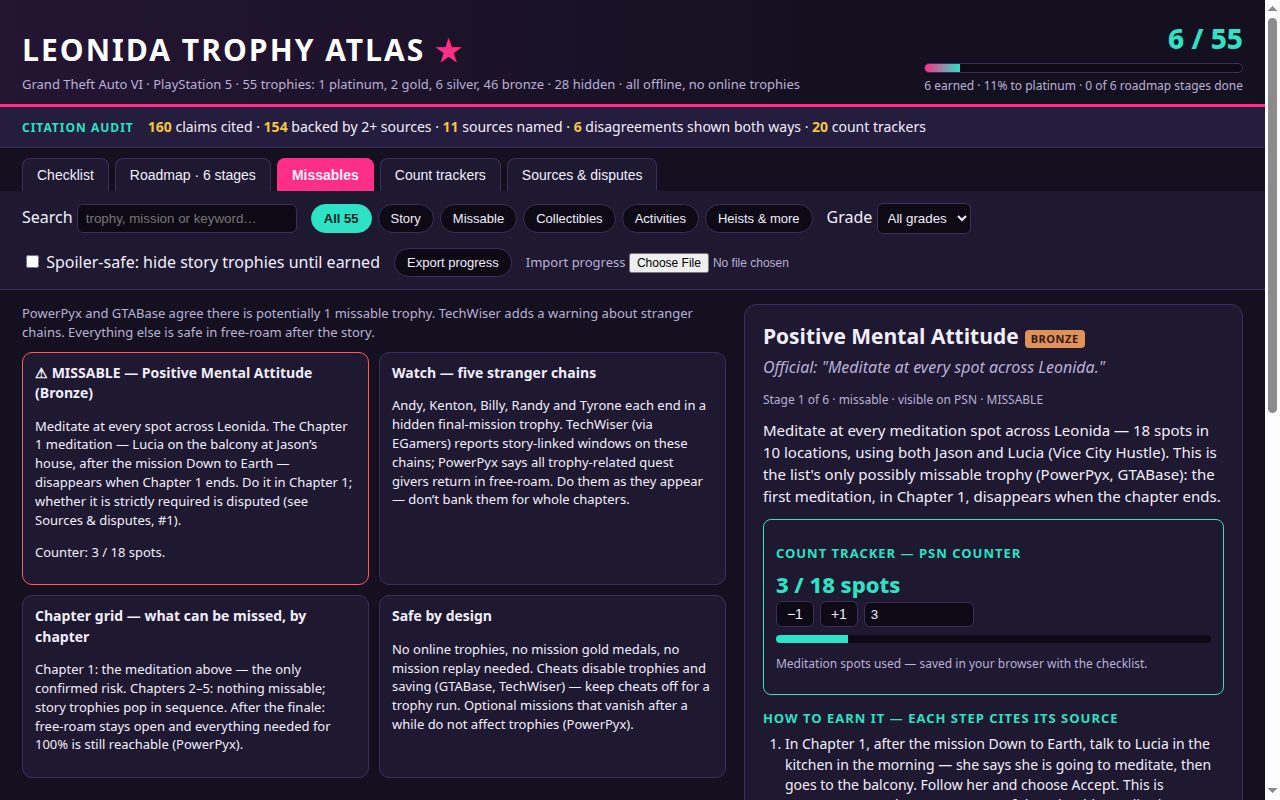 LEONIDA TROPHY ATLAS ★
Grand Theft Auto VI · PlayStation 5 · 55 trophies: 1 platinum, 2 gold, 6 silver, 46 bronze · 28 hidden · all offline, no online trophies
6 / 55
6 earned · 11% to platinum · 0 of 6 roadmap stages done
CITATION AUDIT 160 claims cited · 154 backed by 2+ sources · 11 sources named · 6 disagreements shown both ways · 20 count trackers
Checklist Roadmap · 6 stages Missables Count trackers Sources & disputes
Search trophy, mission or keyword… All 55 Story Missable Collectibles Activities Heists & more Grade All grades
Spoiler-safe: hide story trophies until earned Export progress Import progress Choose File No file chosen
PowerPyx and GTABase agree there is potentially 1 missable trophy. TechWiser adds a warning about stranger
chains. Everything else is safe in free-roam after the story.
⚠ MISSABLE — Positive Mental Attitude
(Bronze)
Meditate at every spot across Leonida. The Chapter
1 meditation — Lucia on the balcony at Jason’s
house, after the mission Down to Earth —
disappears when Chapter 1 ends. Do it in Chapter 1;
whether it is strictly required is disputed (see
Sources & disputes, #1).
Counter: 3 / 18 spots.
Watch — five stranger chains
Andy, Kenton, Billy, Randy and Tyrone each end in a
hidden final-mission trophy. TechWiser (via
EGamers) reports story-linked windows on these
chains; PowerPyx says all trophy-related quest
givers return in free-roam. Do them as they appear
— don’t bank them for whole chapters.
Chapter grid — what can be missed, by
chapter
Chapter 1: the meditation above — the only
confirmed risk. Chapters 2–5: nothing missable;
story trophies pop in sequence. After the finale:
free-roam stays open and everything needed for
100% is still reachable (PowerPyx).
Safe by design
No online trophies, no mission gold medals, no
mission replay needed. Cheats disable trophies and
saving (GTABase, TechWiser) — keep cheats off for a
trophy run. Optional missions that vanish after a
while do not affect trophies (PowerPyx).
Positive Mental Attitude BRONZE
Official: "Meditate at every spot across Leonida."
Stage 1 of 6 · missable · visible on PSN · MISSABLE
Meditate at every meditation spot across Leonida — 18 spots in
10 locations, using both Jason and Lucia (Vice City Hustle). This is
the list's only possibly missable trophy (PowerPyx, GTABase): the
first meditation, in Chapter 1, disappears when the chapter ends.
COUNT TRACKER — PSN COUNTER
3 / 18 spots
−1 +1 3
Meditation spots used — saved in your browser with the checklist.
HOW TO EARN IT — EACH STEP CITES ITS SOURCE
1. In Chapter 1, after the mission Down to Earth, talk to Lucia in the
kitchen in the morning — she says she is going to meditate, then
goes to the balcony. Follow her and choose Accept. This is